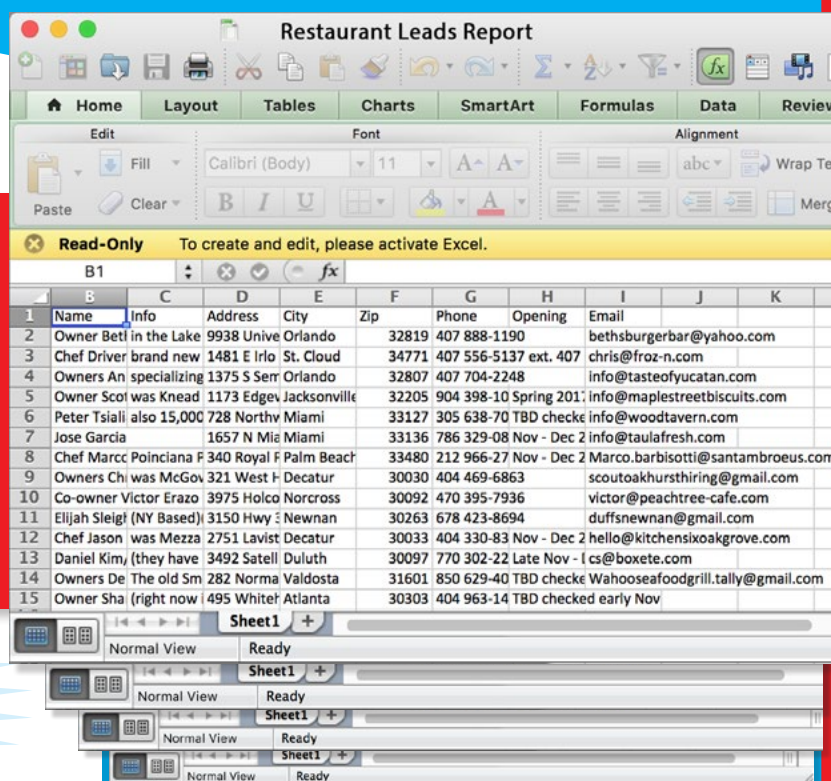 Restaurant Leads Report
fx
Home Layout Tables Charts SmartArt Formulas Data Review
Edit Font Alignment
Fill Calibri (Body) 11 A A abc Wrap Te
Paste Clear B I U A Merg
Read-Only To create and edit, please activate Excel.
B1 fx
B C D E F G H I J K
1 Name Info Address City Zip Phone Opening Email
2 Owner Bet in the Lake 9938 Unive Orlando 32819 407 888-1190 bethsburgerbar@yahoo.com
3 Chef Driver brand new 1481 E Irlo St. Cloud 34771 407 556-5137 ext. 407 chris@froz-n.com
4 Owners An specializing 1375 S Sem Orlando 32807 407 704-2248 info@tasteofyucatan.com
5 Owner Scot was Knead 1173 Edgev Jacksonville 32205 904 398-10 Spring 201 info@maplestreetbiscuits.com
6 Peter Tsiali also 15,000 728 Northv Miami 33127 305 638-70 TBD checke info@woodtavern.com
7 Jose Garcia 1657 N Mia Miami 33136 786 329-08 Nov - Dec 2 info@taulafresh.com
8 Chef Marco Poinciana P 340 Royal P Palm Beach 33480 212 966-27 Nov - Dec 2 Marco.barbisotti@santambroeus.com
9 Owners Chi was McGov 321 West H Decatur 30030 404 469-6863 scoutoakhursthiring@gmail.com
10 Co-owner Victor Erazo 3975 Holco Norcross 30092 470 395-7936 victor@peachtree-cafe.com
11 Elijah Sleigh (NY Based) 3150 Hwy 3 Newnan 30263 678 423-8694 duffsnewnan@gmail.com
12 Chef Jason was Mezza 2751 Lavist Decatur 30033 404 330-83 Nov - Dec 2 hello@kitchensixoakgrove.com
13 Daniel Kim, (they have 3492 Satell Duluth 30097 770 302-22 Late Nov - cs@boxete.com
14 Owners De The old Sm 282 Norma Valdosta 31601 850 629-40 TBD checke Wahooseafoodgrill.tally@gmail.com
15 Owner Sha (right now 495 Whiteh Atlanta 30303 404 963-14 TBD checked early Nov
Sheet1
Normal View Ready
Sheet1
Normal View Ready
Sheet1
Normal View Ready
Sheet1
Normal View Ready